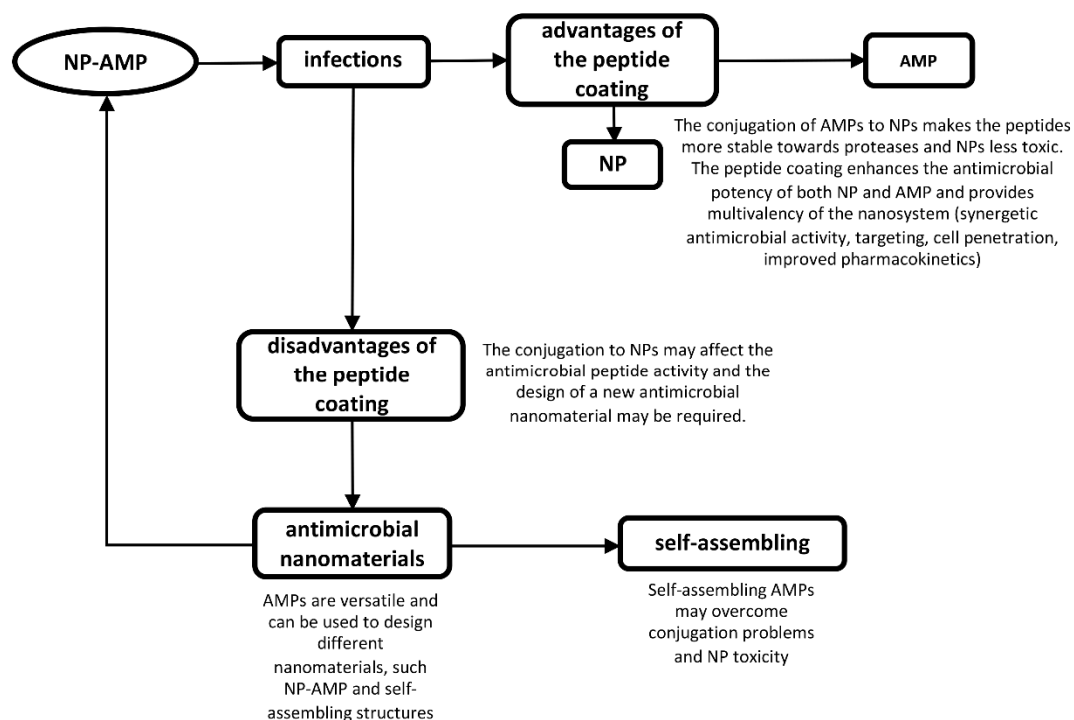 NP-AMP
infections
advantages
of the peptide
coating
AMP
NP
The conjugation of AMPs to NPs makes the peptides
more stable towards proteases and NPs less toxic.
The peptide coating enhances the antimicrobial
potency of both NP and AMP and provides
multivalency of the nanosystem (synergetic
antimicrobial activity, targeting, cell penetration,
improved pharmacokinetics)
disadvantages of
the peptide
coating
The conjugation to NPs may affect the
antimicrobial peptide activity and the
design of a new antimicrobial
nanomaterial may be required.
antimicrobial
nanomaterials
AMPs are versatile and
can be used to design
different
nanomaterials, such
NP-AMP and self-
assembling structures
self-assembling
Self-assembling AMPs
may overcome
conjugation problems
and NP toxicity